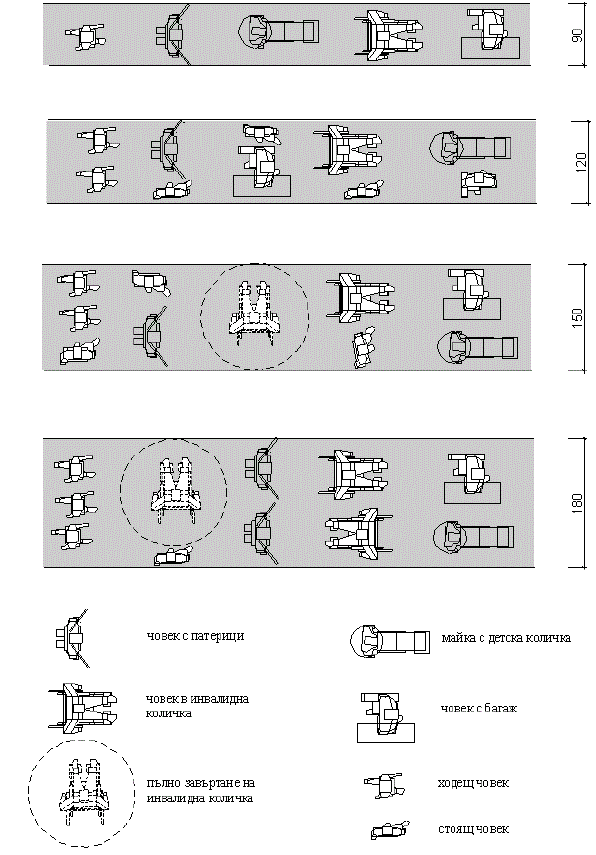 90
120
150
180
човек с патерици
майка с детска количка
човек в инвалидна
количка
човек с багаж
пълно завъртане на
инвалидна количка
ходещ човек
стоящ човек